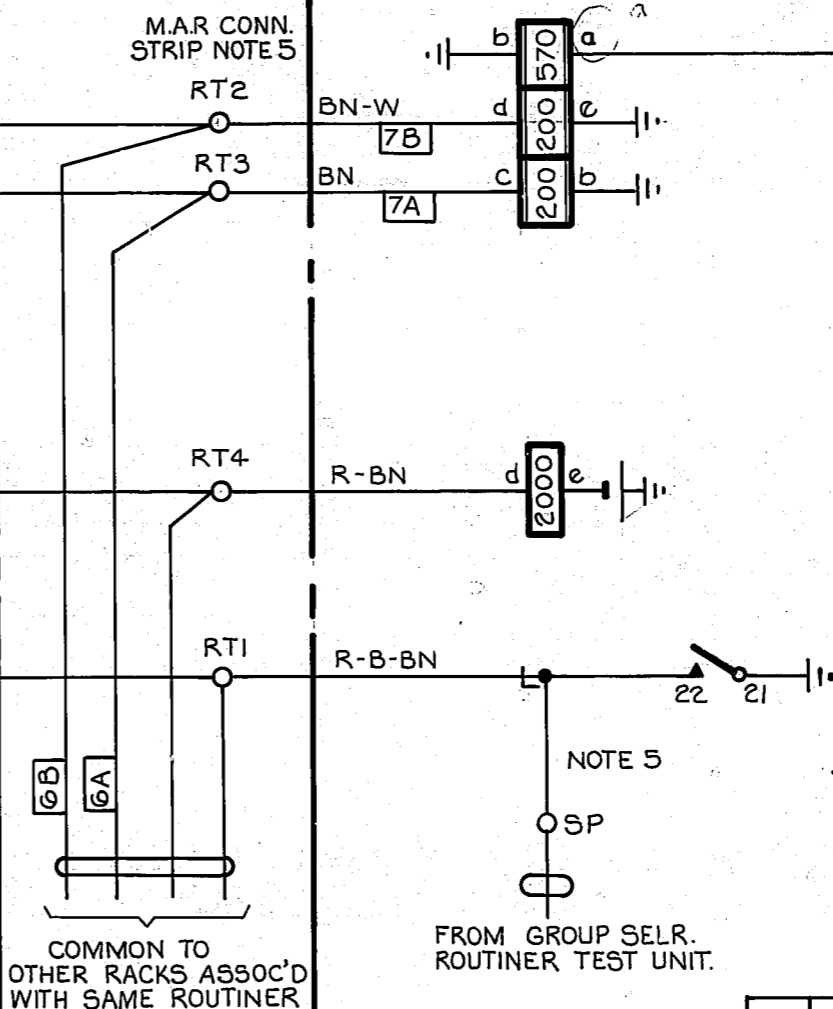 M.A.R CONN.
STRIP NOTE 5
b 570 a
RT2
BN-W
7B
d 200 e
RT3
BN
7A
c 200 b
RT4
R-BN
d 2000 e
RT1
R-B-BN
L
22 21
NOTE 5
6B
6A
SP
COMMON TO
OTHER RACKS ASSOC'D
WITH SAME ROUTINER
FROM GROUP SELR.
ROUTINER TEST UNIT.